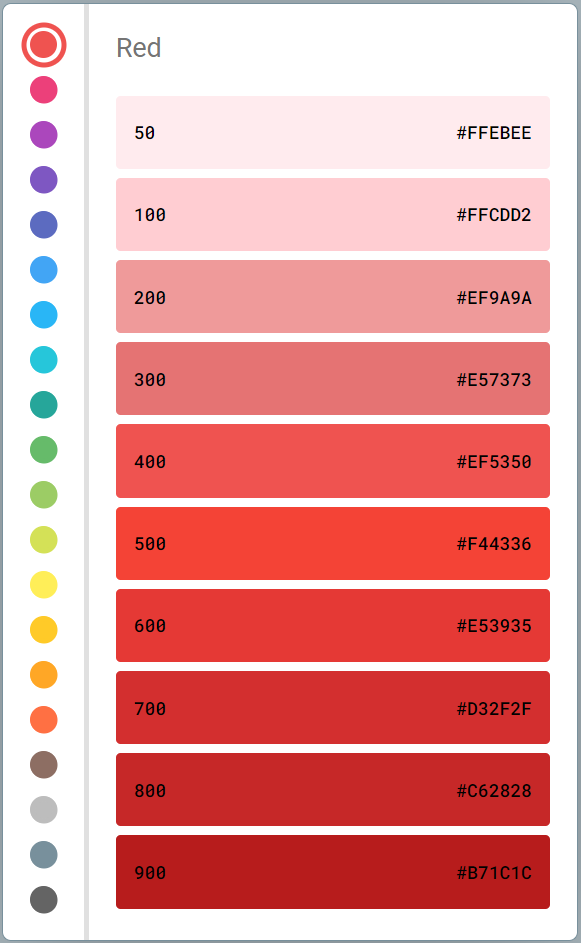 Red
50 #FFEBEE
100 #FFCDD2
200 #EF9A9A
300 #E57373
400 #EF5350
500 #F44336
600 #E53935
700 #D32F2F
800 #C62828
900 #B71C1C